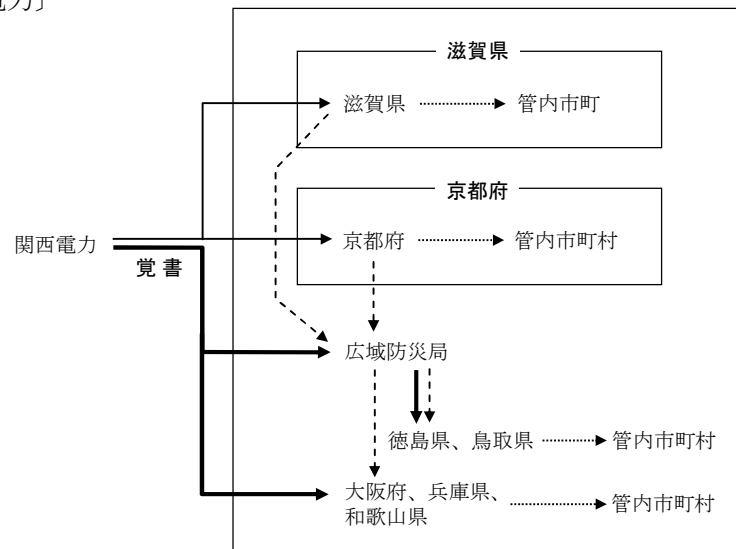 電力〕
滋賀県
滋賀県
管内市町
京都府
京都府
管内市町村
関西電力
覚書
広域防災局
徳島県、鳥取県
管内市町村
大阪府、兵庫県、
和歌山県
管内市町村